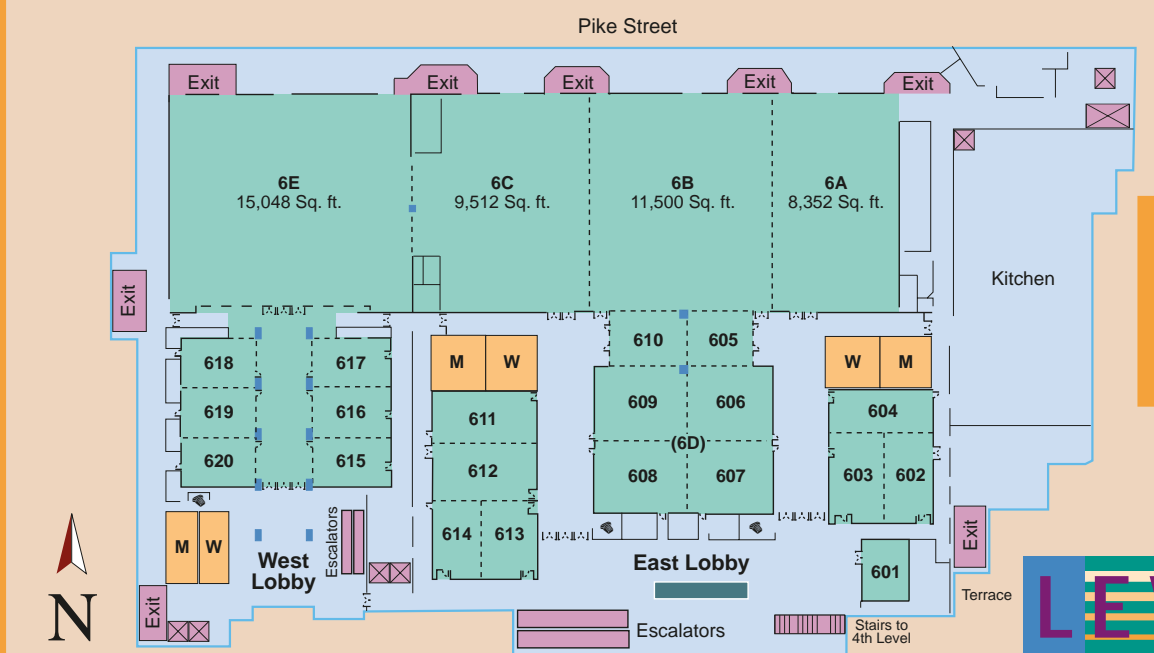 Pike Street
Exit
Exit
Exit
Exit
Exit
6E
15,048 Sq. ft.
6C
9,512 Sq. ft.
6B
11,500 Sq. ft.
6A
8,352 Sq. ft.
Exit
Kitchen
618
617
M
W
610
605
W
M
619
616
611
609
606
604
(6D)
620
615
612
608
607
603
602
614
613
M
W
West
Lobby
Escalators
East Lobby
601
Exit
Exit
Escalators
Stairs to
4th Level
Terrace
N
LE